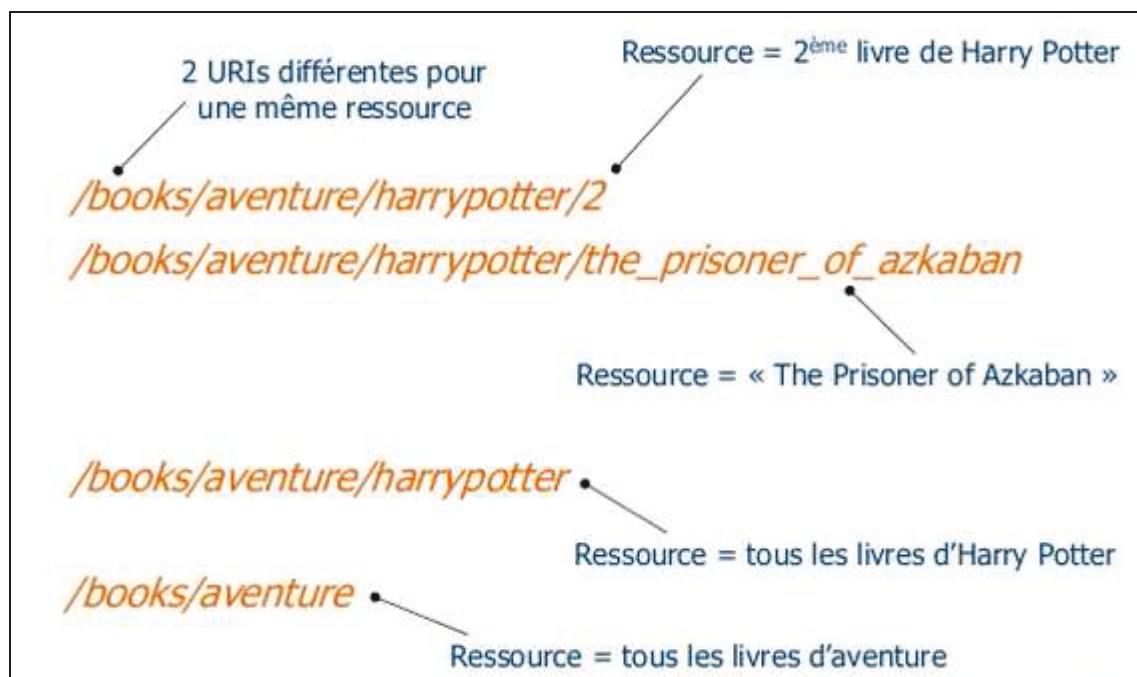 2 URIs différentes pour
une même ressource
Ressource = 2ème livre de Harry Potter
/books/aventure/harrypotter/2
/books/aventure/harrypotter/the_prisoner_of_azkaban
Ressource = « The Prisoner of Azkaban »
/books/aventure/harrypotter
Ressource = tous les livres d’Harry Potter
/books/aventure
Ressource = tous les livres d’aventure